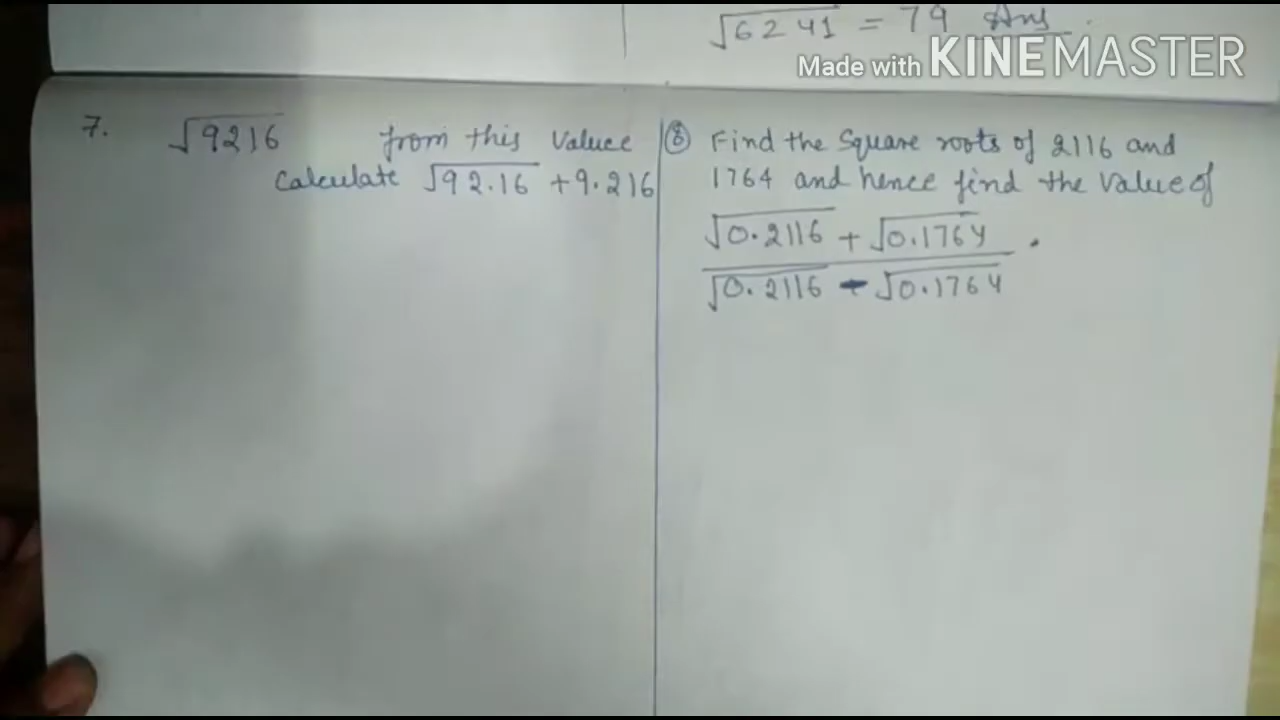 √6241 = 79 Ans
Made with KINEMASTER
7. √9216 from this Valuee
Calculate √92.16 + 9.216
⑧ Find the Square roots of 2116 and
1764 and hence find the Value of
√0.2116 + √0.1764
√0.2116 - √0.1764